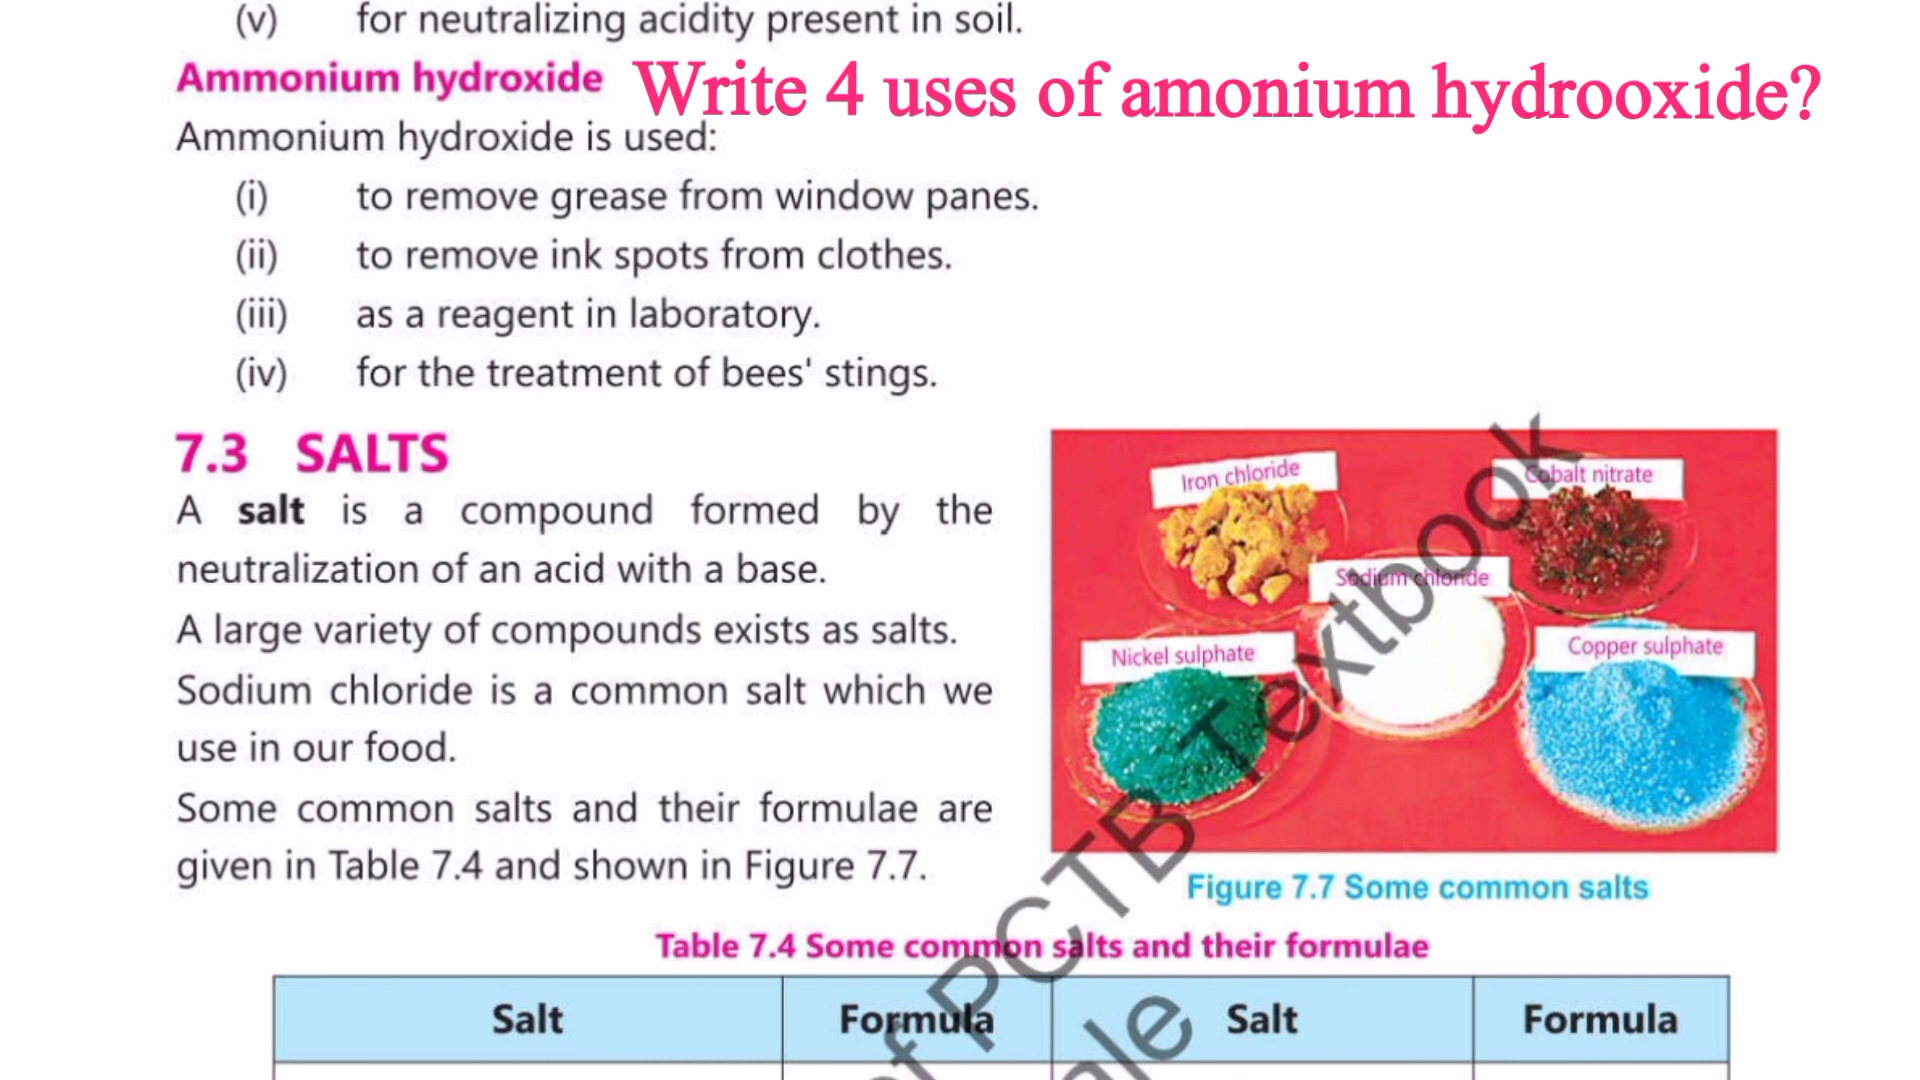 (v) for neutralizing acidity present in soil.
Ammonium hydroxide Write 4 uses of amonium hydrooxide?
Ammonium hydroxide is used:
(i) to remove grease from window panes.
(ii) to remove ink spots from clothes.
(iii) as a reagent in laboratory.
(iv) for the treatment of bees' stings.
7.3 SALTS
A salt is a compound formed by the
neutralization of an acid with a base.
A large variety of compounds exists as salts.
Sodium chloride is a common salt which we
use in our food.
Some common salts and their formulae are
given in Table 7.4 and shown in Figure 7.7.
Iron chloride
Cobalt nitrate
Sodium chloride
Nickel sulphate
Copper sulphate
Figure 7.7 Some common salts
Table 7.4 Some common salts and their formulae
Salt Formula Salt Formula
of PCTB Textbook